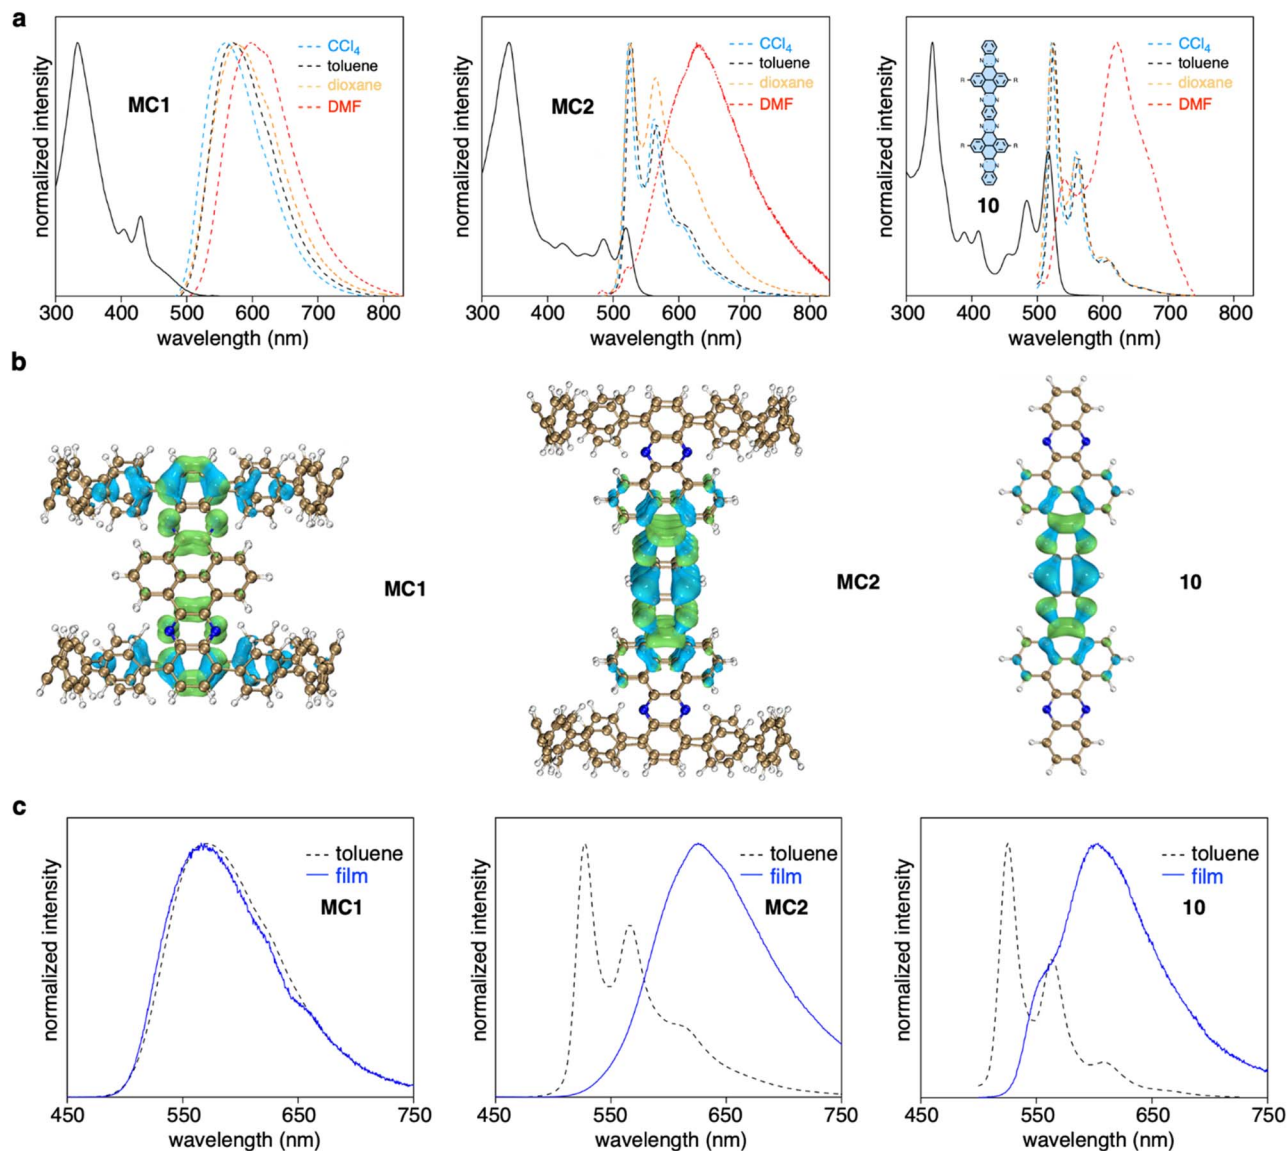 a
normalized intensity
MC1
CCl4
toluene
dioxane
DMF
300 400 500 600 700 800
wavelength (nm)
normalized intensity
MC2
CCl4
toluene
dioxane
DMF
300 400 500 600 700 800
wavelength (nm)
normalized intensity
N N
R R
N N
N N
R R
N N
10
CCl4
toluene
dioxane
DMF
300 400 500 600 700 800
wavelength (nm)
b
MC1
MC2
10
c
normalized intensity
toluene
film
MC1
450 550 650 750
wavelength (nm)
normalized intensity
toluene
film
MC2
450 550 650 750
wavelength (nm)
normalized intensity
toluene
film
10
450 550 650 750
wavelength (nm)